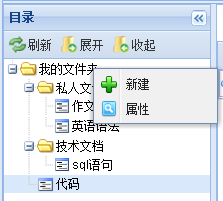 目录
刷新 展开 收起
我的文件夹
新建
私人文
作文
属性
英语语法
技术文档
sql语句
代码